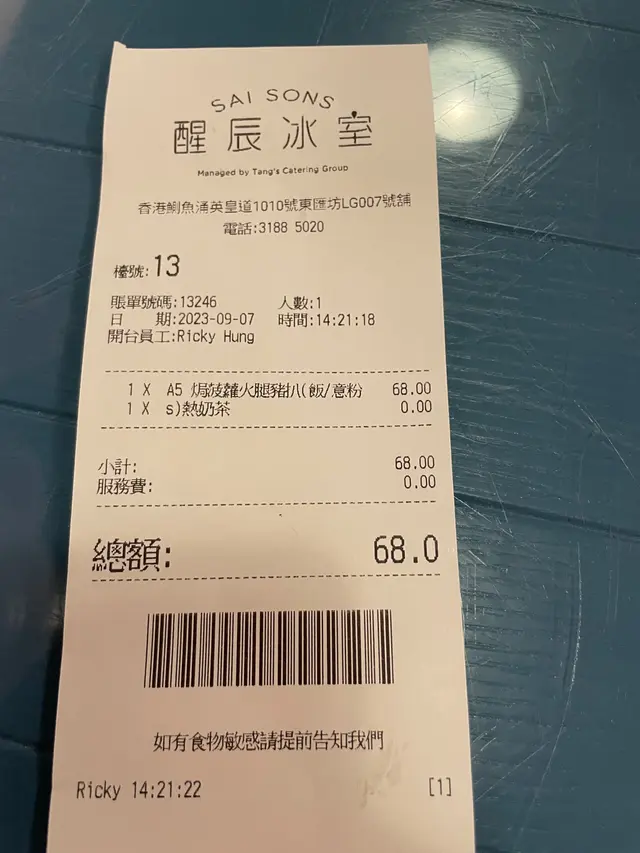 SAI SONS
醒辰冰室
Managed by Tang's Catering Group
香港鰂魚涌英皇道1010號東匯坊LG007號舖
電話:3188 5020
檯號:13
賬單號碼:13246 人數:1
日 期:2023-09-07 時間:14:21:18
開台員工:Ricky Hung
1 X A5 焗菠蘿火腿豬扒(飯/意粉 68.00
1 X s)熱奶茶 0.00
小計: 68.00
服務費: 0.00
總額: 68.0
如有食物敏感請提前告知我們
Ricky 14:21:22 [1]